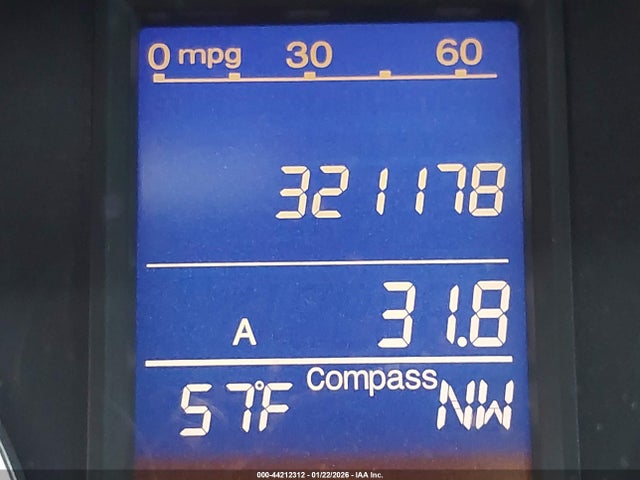 0 mpg 30 60
321178
A 31.8
57°F Compass NW
000-44212312 - 01/22/2026 - IAA Inc.